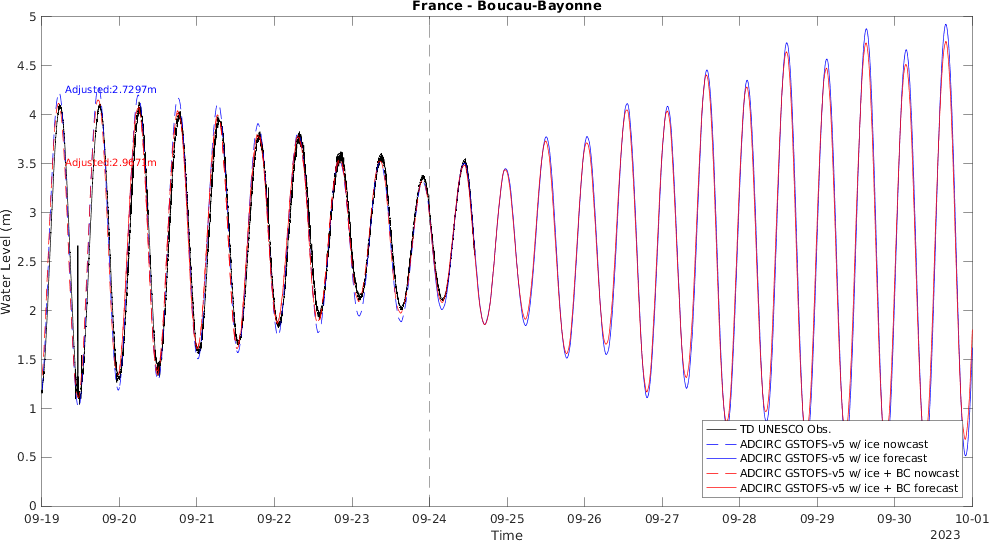 France - Boucau-Bayonne
Water Level (m)
5
4.5
4
3.5
3
2.5
2
1.5
1
0.5
0
Adjusted:2.7297m
Adjusted:2.9671m
TD UNESCO Obs.
ADCIRC GSTOFS-v5 w/ ice nowcast
ADCIRC GSTOFS-v5 w/ ice forecast
ADCIRC GSTOFS-v5 w/ ice + BC nowcast
ADCIRC GSTOFS-v5 w/ ice + BC forecast
09-19 09-20 09-21 09-22 09-23 09-24 09-25 09-26 09-27 09-28 09-29 09-30 10-01
Time
2023